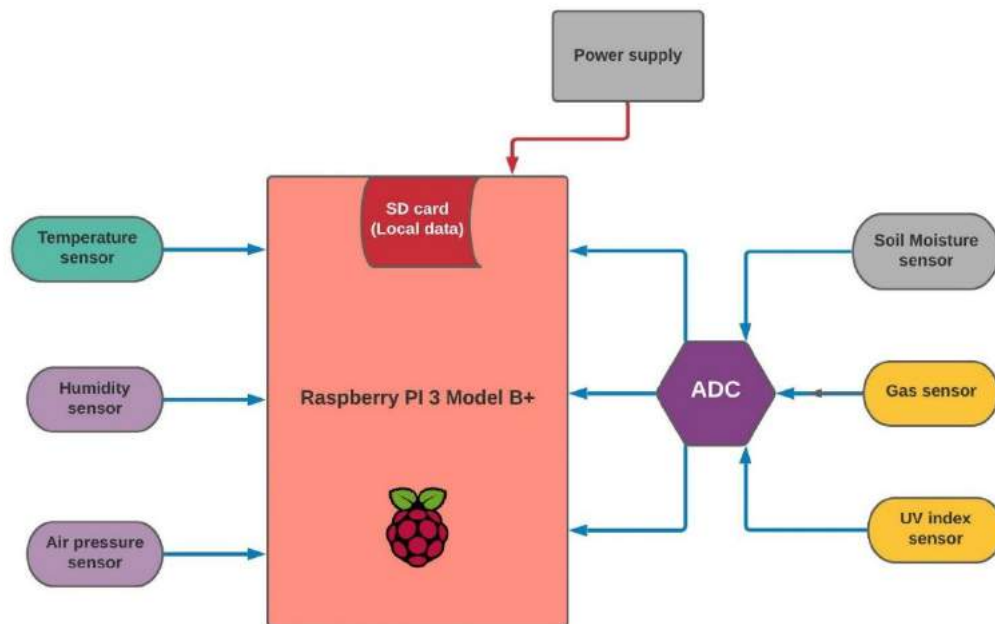 Power supply
SD card
(Local data)
Temperature
sensor
Soil Moisture
sensor
Humidity
sensor
Raspberry PI 3 Model B+
ADC
Gas sensor
Air pressure
sensor
UV index
sensor